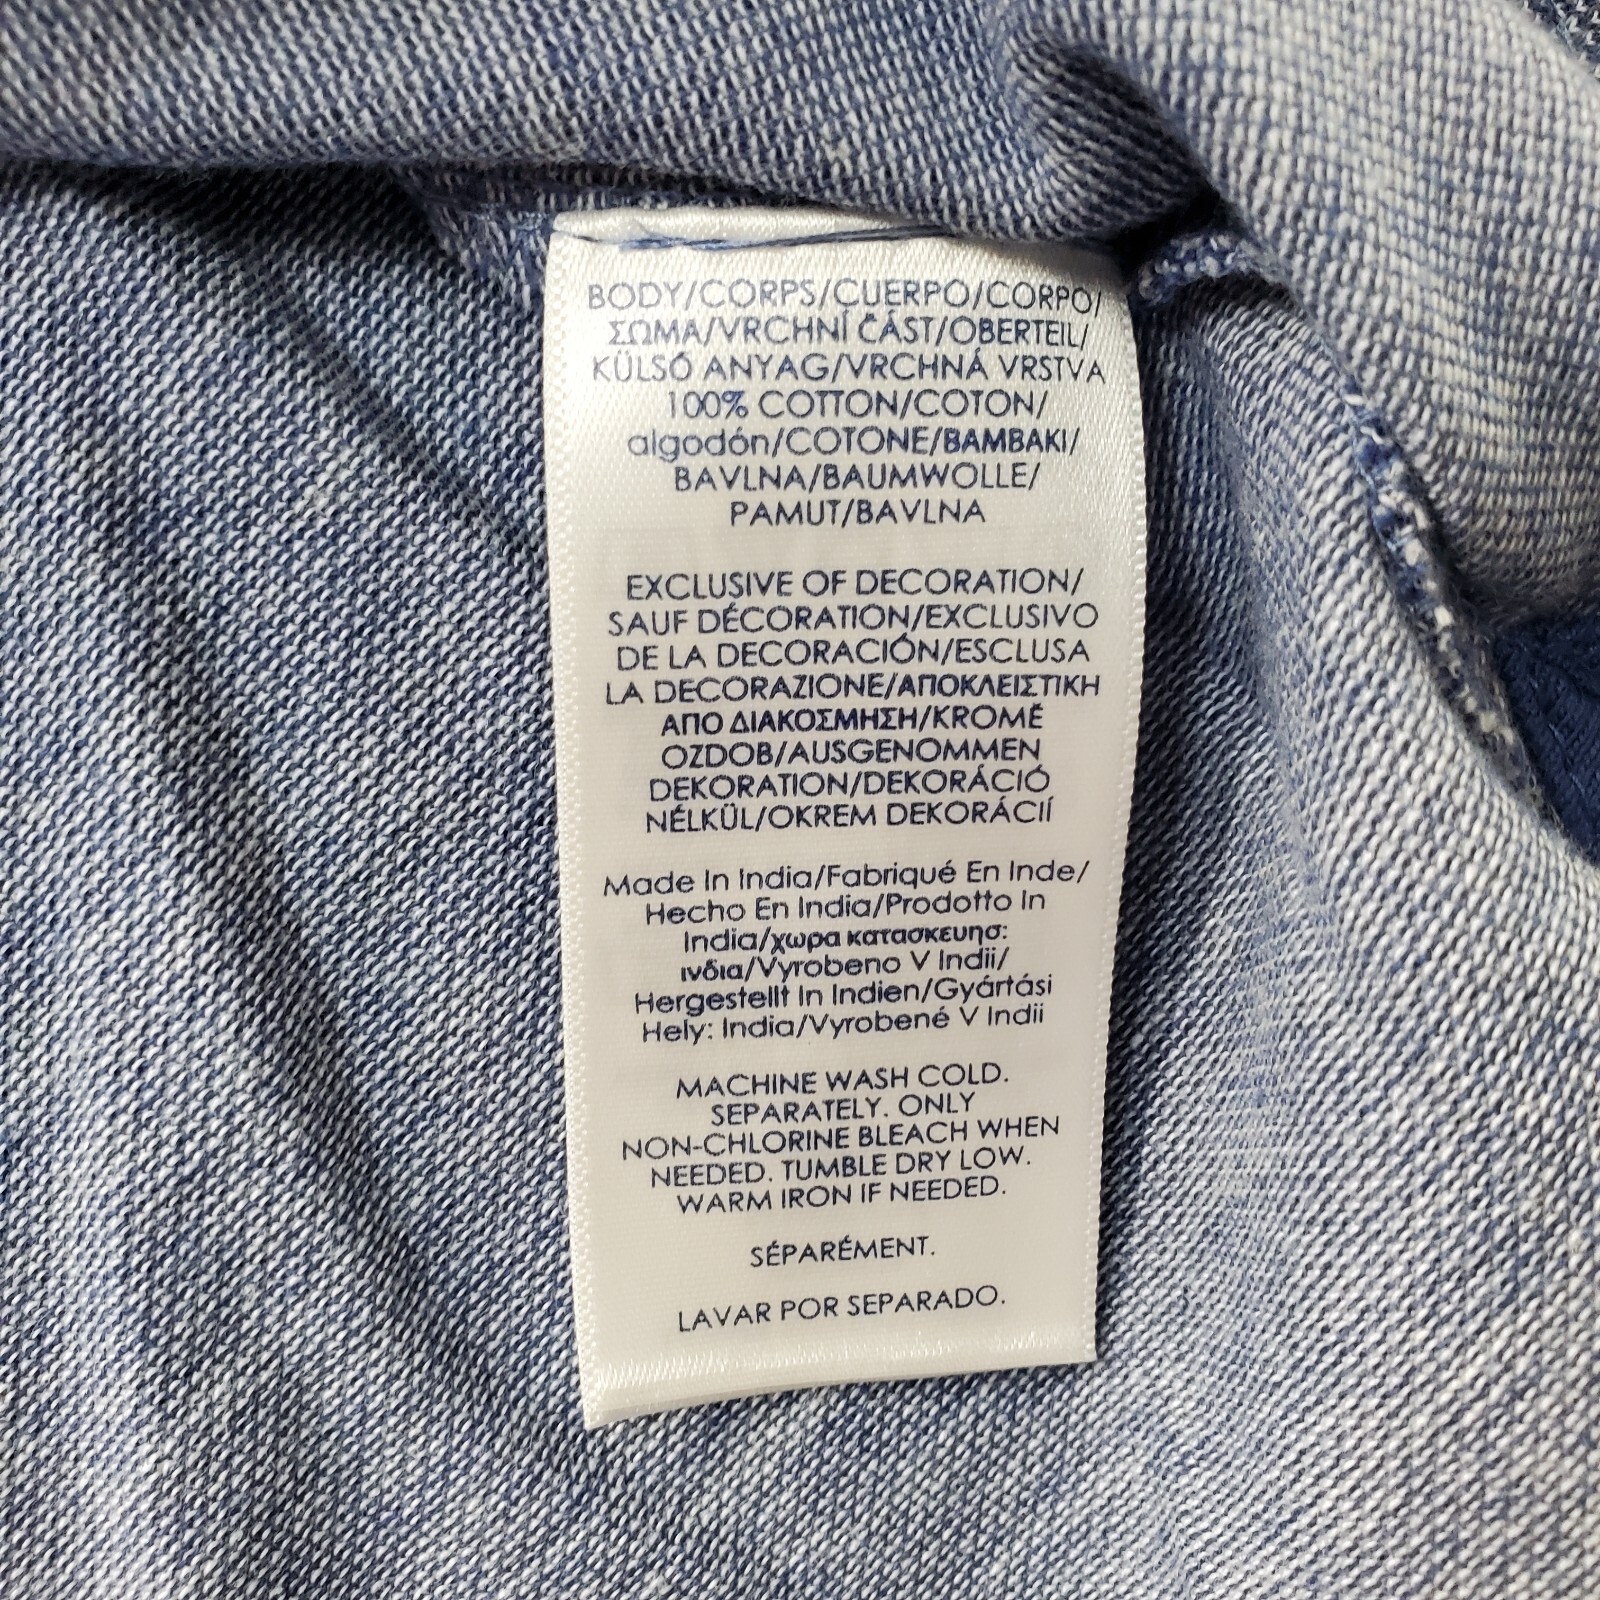 BODY/CORPS/CUERPO/CORPO/
ΣΩMA/VRCHNÍ ČÁST/OBERTEIL/
KÜLSÓ ANYAG/VRCHNÁ VRSTVA
100% COTTON/COTON/
algodón/COTONE/BAMBAKI/
BAVLNA/BAUMWOLLE/
PAMUT/BAVLNA
EXCLUSIVE OF DECORATION/
SAUF DÉCORATION/EXCLUSIVO
DE LA DECORACIÓN/ESCLUSA
LA DECORAZIONE/ΑΠΟΚΛΕΙΣΤΙΚΗ
ΑΠΟ ΔΙΑΚΟΣΜΗΣΗ/KROMĚ
OZDOB/AUSGENOMMEN
DEKORATION/DEKORÁCIÓ
NÉLKÜL/OKREM DEKORÁCIÍ
Made In India/Fabriqué En Inde/
Hecho En India/Prodotto In
India/χωρα κατασκευησ:
ινδια/Vyrobeno V Indii/
Hergestellt In Indien/Gyártási
Hely: India/Vyrobené V Indii
MACHINE WASH COLD.
SEPARATELY. ONLY
NON-CHLORINE BLEACH WHEN
NEEDED. TUMBLE DRY LOW.
WARM IRON IF NEEDED.
SÉPARÉMENT.
LAVAR POR SEPARADO.